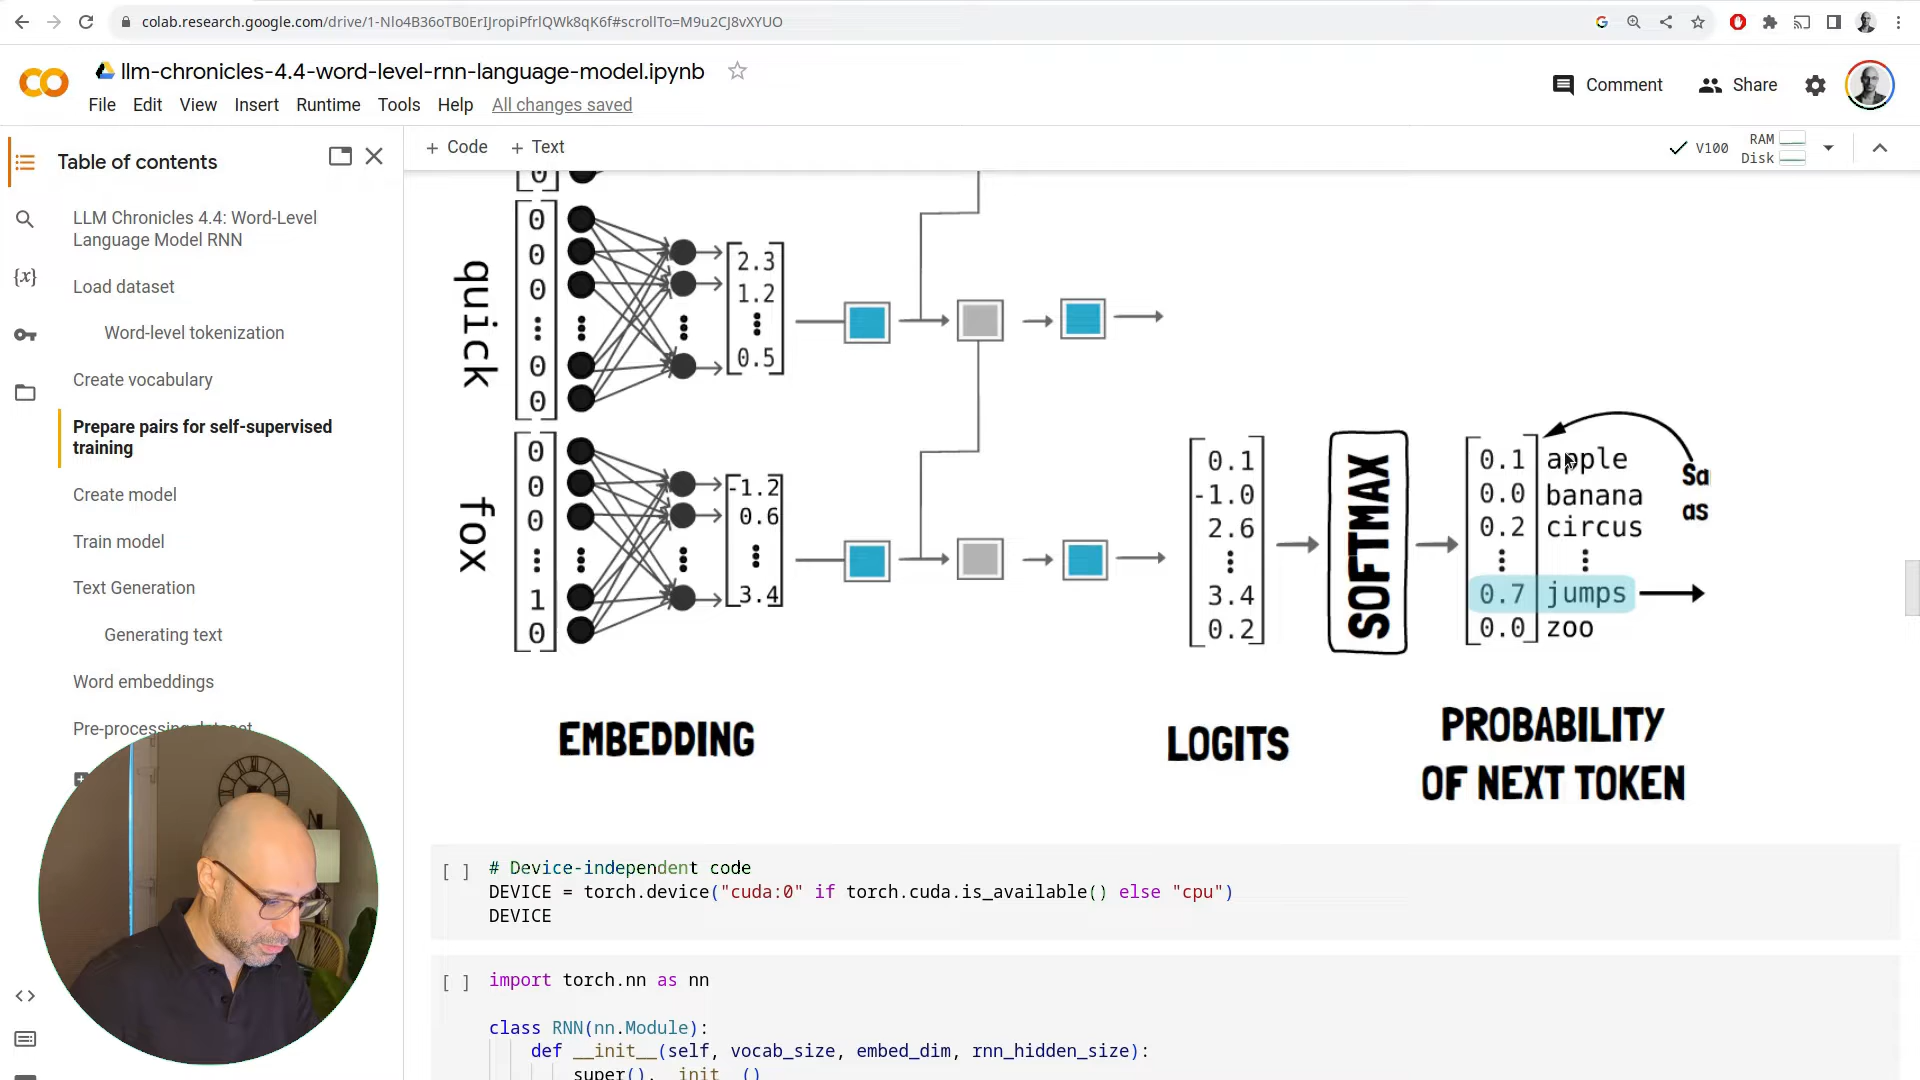 colab.research.google.com/drive/1-Nlo4B36oTB0ErIJropiPfrlQWk8qK6f#scrollTo=M9u2CJ8vXYUO
llm-chronicles-4.4-word-level-rnn-language-model.ipynb
File Edit View Insert Runtime Tools Help All changes saved
Comment Share
Table of contents
+ Code + Text
V100
RAM
Disk
LLM Chronicles 4.4: Word-Level
Language Model RNN
Load dataset
Word-level tokenization
Create vocabulary
Prepare pairs for self-supervised
training
Create model
Train model
Text Generation
Generating text
Word embeddings
Pre-processing dataset
{x}
0
quick
0
0
0
0
0
2.3
1.2
0.5
fox
0
0
0
1
0
-1.2
0.6
3.4
0.1
-1.0
2.6
3.4
0.2
SOFTMAX
0.1 apple
0.0 banana
0.2 circus
0.7 jumps
0.0 zoo
Sa
as
EMBEDDING
LOGITS
PROBABILITY
OF NEXT TOKEN
[ ] # Device-independent code
DEVICE = torch.device("cuda:0" if torch.cuda.is_available() else "cpu")
DEVICE
[ ] import torch.nn as nn
class RNN(nn.Module):
def __init__(self, vocab_size, embed_dim, rnn_hidden_size):
super().__init__()